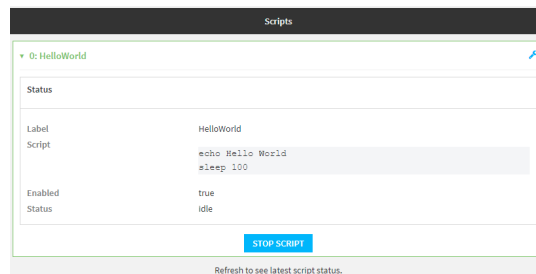 Scripts
0: HelloWorld
Status
Label HelloWorld
Script
echo Hello World
sleep 100
Enabled true
Status idle
STOP SCRIPT
Refresh to see latest script status.